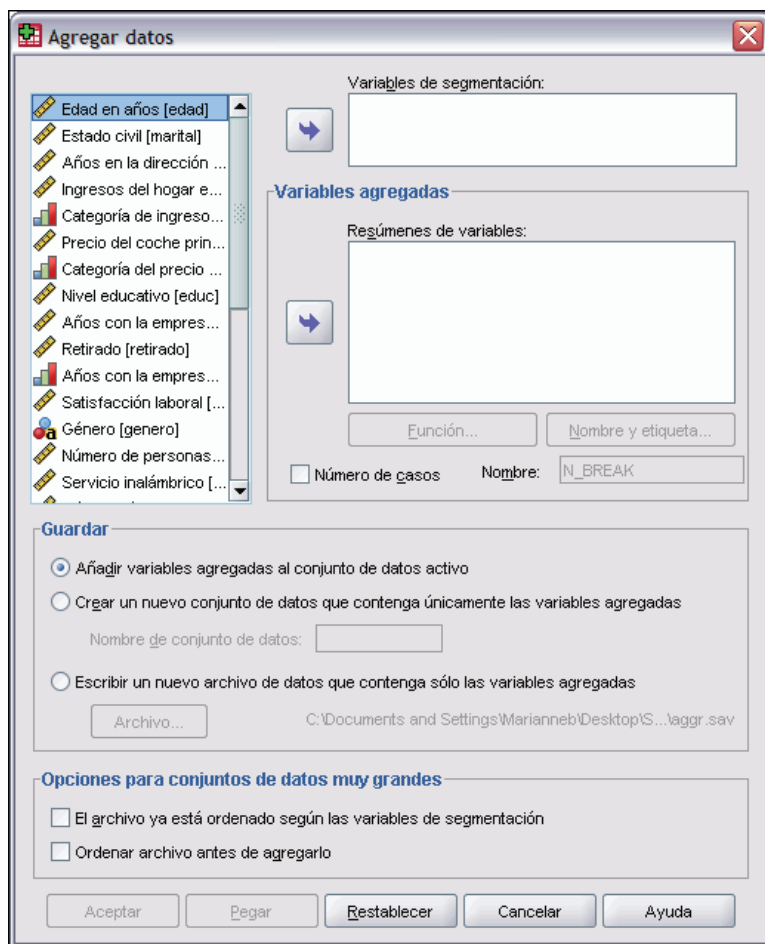 Agregar datos
Edad en años [edad]
Estado civil [marital]
Años en la dirección ...
Ingresos del hogar e...
Categoría de ingreso...
Precio del coche prin...
Categoría del precio ...
Nivel educativo [educ]
Años con la empres...
Retirado [retirado]
Años con la empres...
Satisfacción laboral [...
Género [genero]
Número de personas...
Servicio inalámbrico [...
Variables de segmentación:
Variables agregadas
Resúmenes de variables:
Función...
Nombre y etiqueta...
Número de casos
Nombre:
N_BREAK
Guardar
Añadir variables agregadas al conjunto de datos activo
Crear un nuevo conjunto de datos que contenga únicamente las variables agregadas
Nombre de conjunto de datos:
Escribir un nuevo archivo de datos que contenga sólo las variables agregadas
Archivo...
C:\Documents and Settings\Marianneb\Desktop\S...\aggr.sav
Opciones para conjuntos de datos muy grandes
El archivo ya está ordenado según las variables de segmentación
Ordenar archivo antes de agregarlo
Aceptar
Pegar
Restablecer
Cancelar
Ayuda